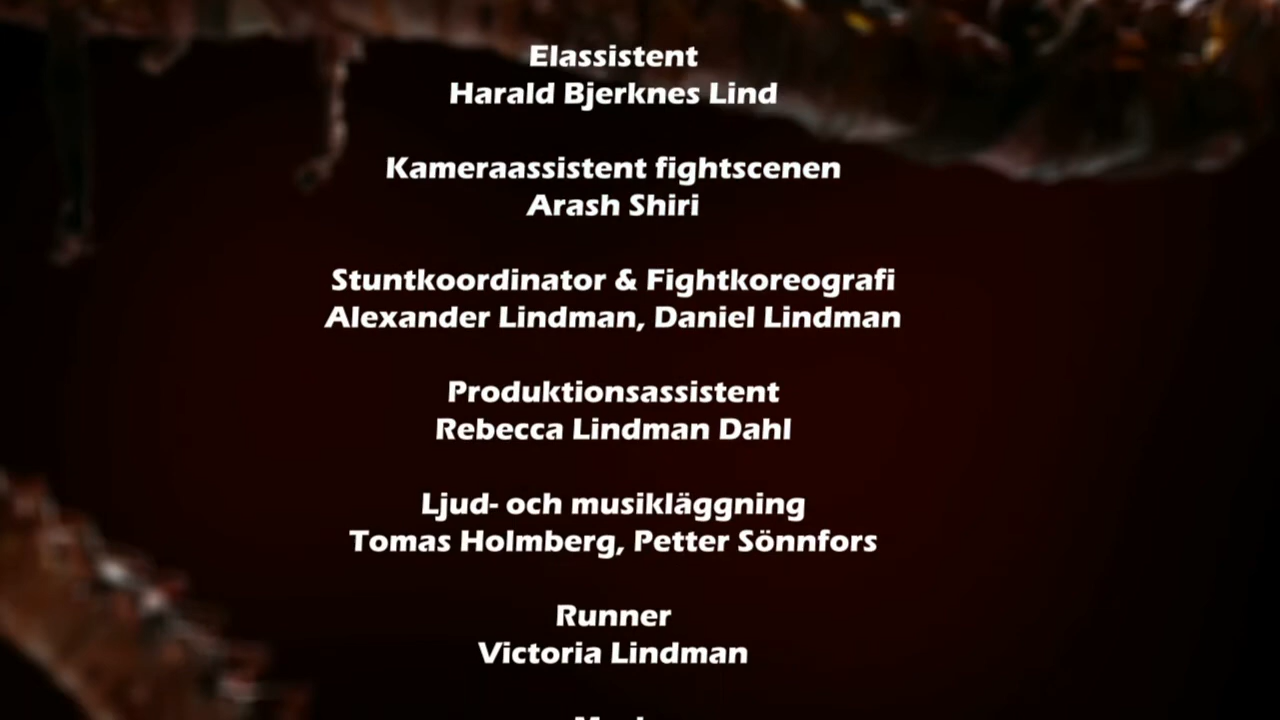 Elassistent
Harald Bjerknes Lind
Kameraassistent fightscenen
Arash Shiri
Stuntkoordinator & Fightkoreografi
Alexander Lindman, Daniel Lindman
Produktionsassistent
Rebecca Lindman Dahl
Ljud- och musikläggning
Tomas Holmberg, Petter Sönnfors
Runner
Victoria Lindman